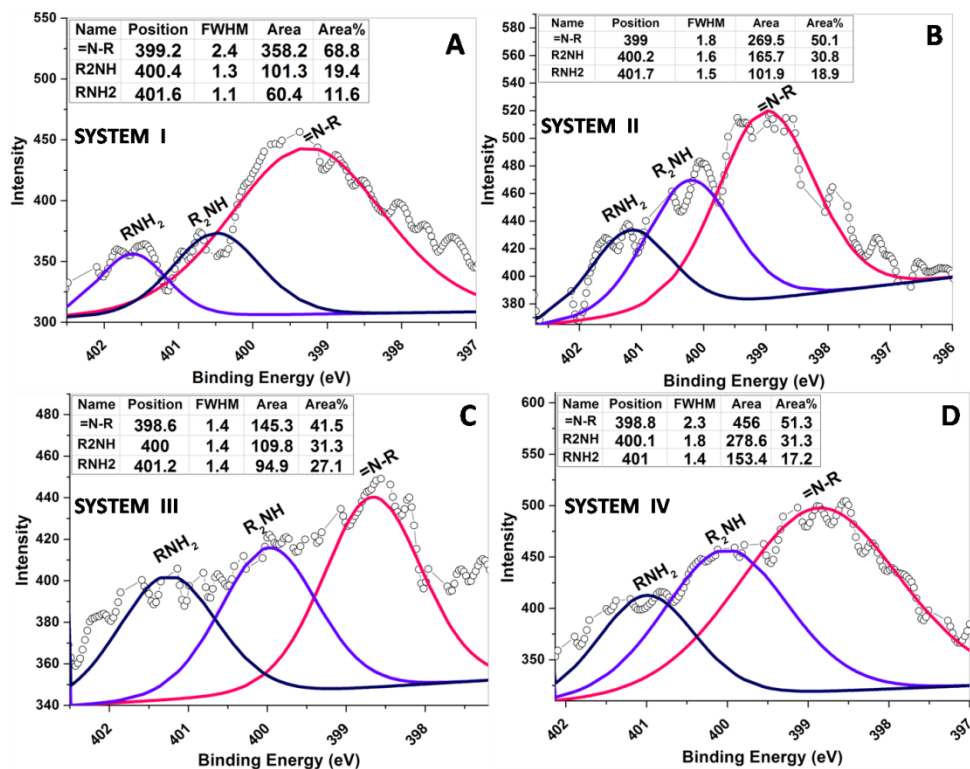 A
Name Position FWHM Area Area%
=N-R 399.2 2.4 358.2 68.8
R2NH 400.4 1.3 101.3 19.4
RNH2 401.6 1.1 60.4 11.6
SYSTEM I
=N-R
R2NH
RNH2
Intensity
550
500
450
400
350
300
402 401 400 399 398 397
Binding Energy (eV)
B
Name Position FWHM Area Area%
=N-R 399 1.8 269.5 50.1
R2NH 400.2 1.6 165.7 30.8
RNH2 401.7 1.5 101.9 18.9
SYSTEM II
=N-R
R2NH
RNH2
Intensity
580
560
540
520
500
480
460
440
420
400
380
402 401 400 399 398 397 396
Binding Energy (eV)
C
Name Position FWHM Area Area%
=N-R 398.6 1.4 145.3 41.5
R2NH 400 1.4 109.8 31.3
RNH2 401.2 1.4 94.9 27.1
SYSTEM III
=N-R
R2NH
RNH2
Intensity
480
460
440
420
400
380
360
340
402 401 400 399 398
Binding Energy (eV)
D
Name Position FWHM Area Area%
=N-R 398.8 2.3 456 51.3
R2NH 400.1 1.8 278.6 31.3
RNH2 401 1.4 153.4 17.2
SYSTEM IV
=N-R
R2NH
RNH2
Intensity
600
550
500
450
400
350
402 401 400 399 398 397
Binding Energy (eV)